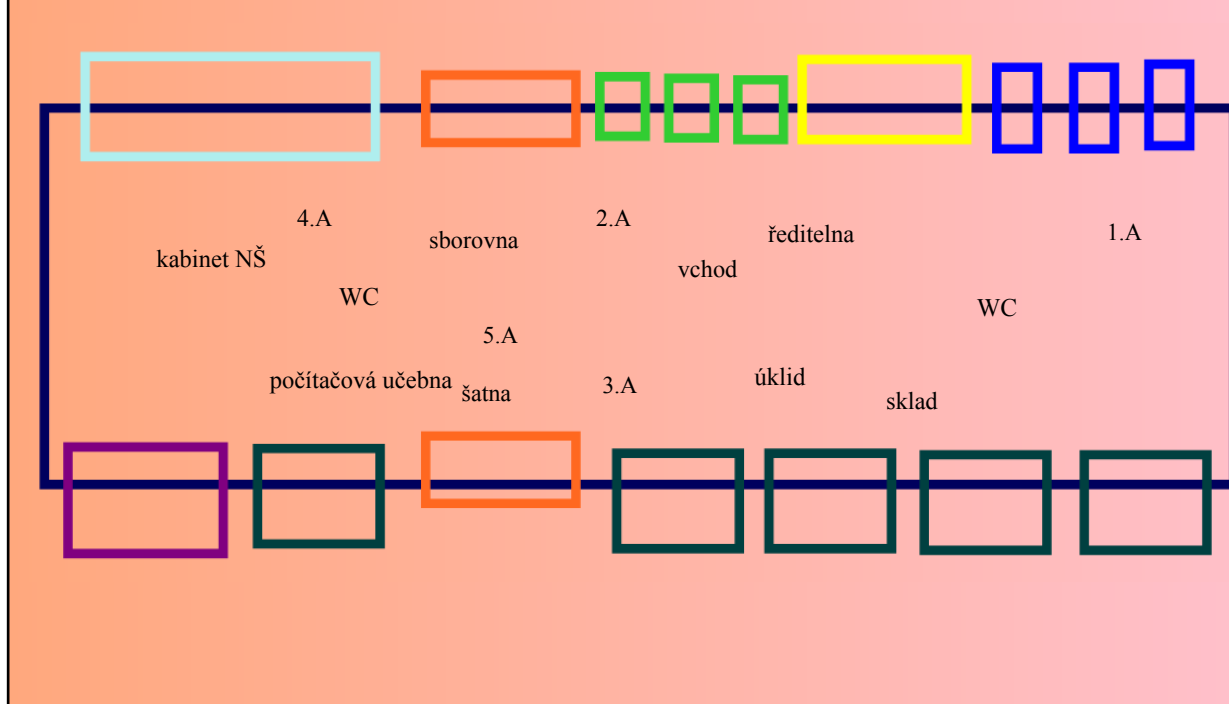 4.A
2.A
1.A
sborovna
ředitelna
kabinet NŠ
vchod
WC
WC
5.A
počítačová učebna
šatna
3.A
úklid
sklad